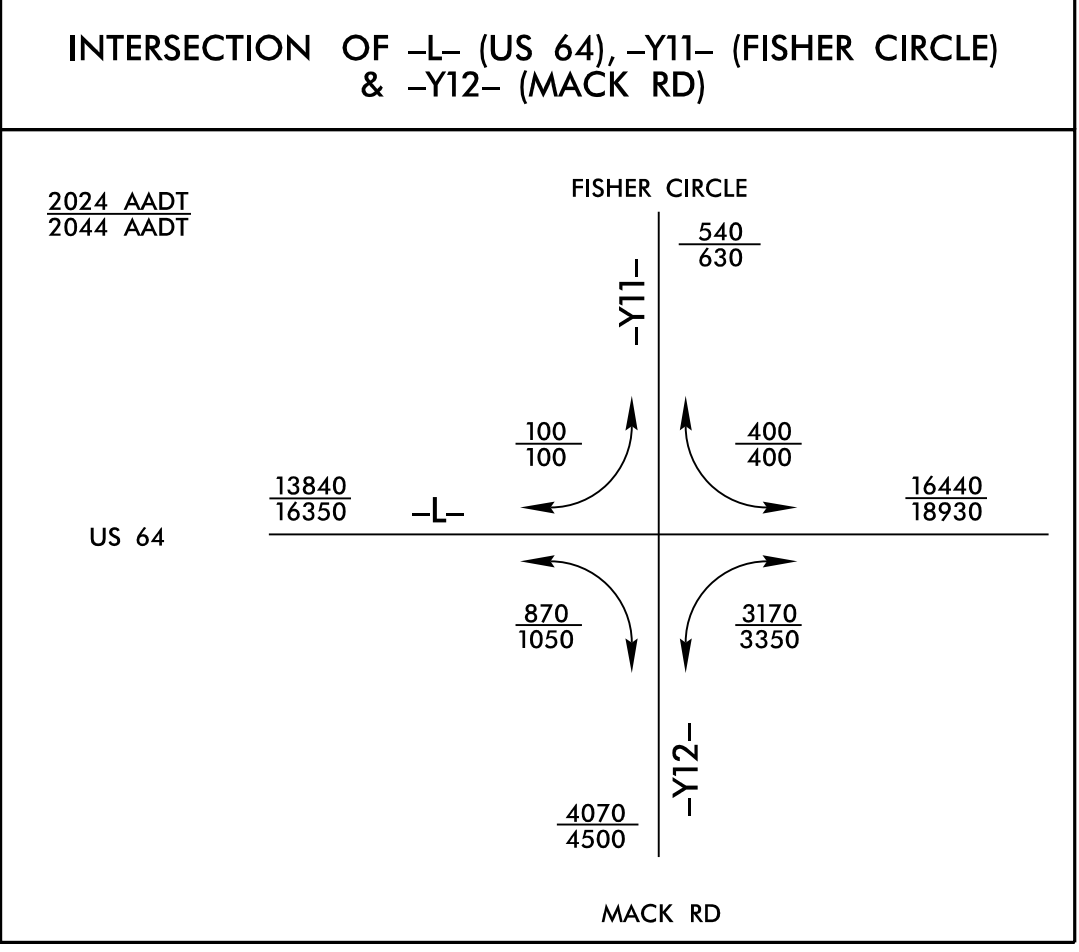 INTERSECTION OF –L– (US 64), –Y11– (FISHER CIRCLE)
& –Y12– (MACK RD)
2024 AADT
2044 AADT
FISHER CIRCLE
540
630
–Y11–
100
100
400
400
13840
16350
–L–
16440
18930
US 64
870
1050
3170
3350
–Y12–
4070
4500
MACK RD